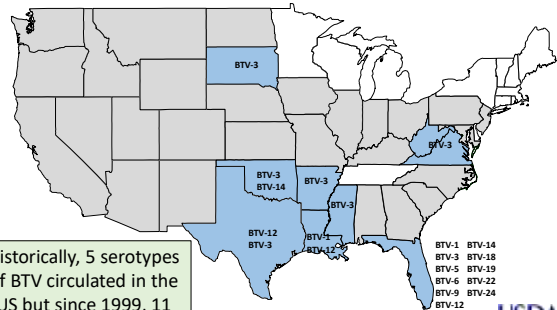 BTV-3
BTV-3
BTV-3
BTV-14
BTV-3
BTV-3
BTV-12
BTV-3
BTV-1
BTV-12
BTV-1 BTV-14
BTV-3 BTV-18
BTV-5 BTV-19
BTV-6 BTV-22
BTV-9 BTV-24
BTV-12
istorically, 5 serotypes
f BTV circulated in the
US but since 1999, 11
USDA